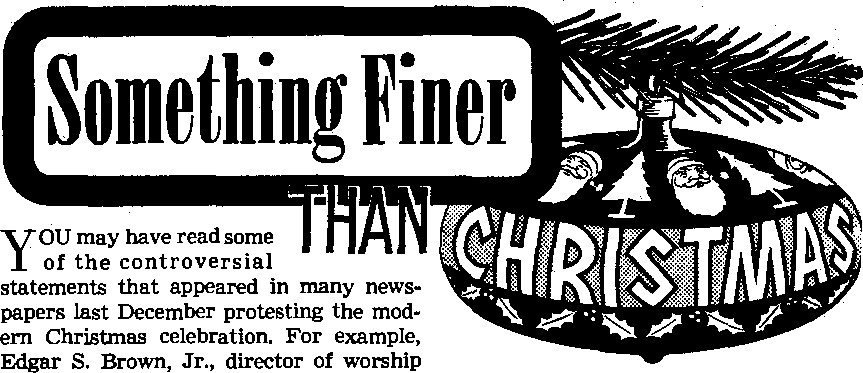 Something Finer
THAN
CHRISTMAS
YOU may have read some
of the controversial
statements that appeared in many news-
papers last December protesting the mod-
ern Christmas celebration. For example,
Edgar S. Brown, Jr., director of worship